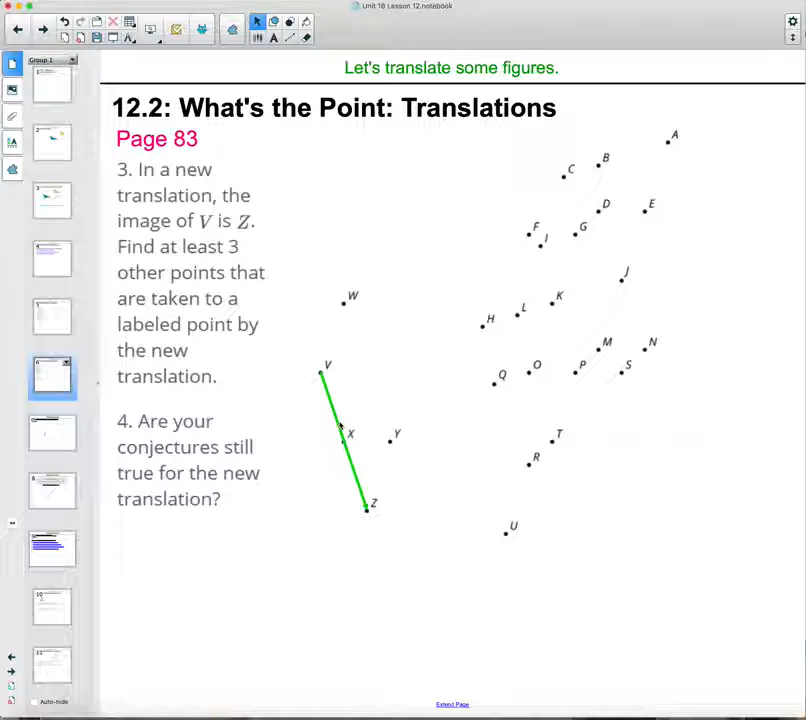 Unit 1B Lesson 12.notebook
Group 1
Let's translate some figures.
12.2: What's the Point: Translations
Page 83
3. In a new
translation, the
image of V is Z.
Find at least 3
other points that
are taken to a
labeled point by
the new
translation.
4. Are your
conjectures still
true for the new
translation?
A
B
C
D
E
F
G
I
J
W
K
L
H
M
N
V
O
P
S
Q
X
Y
T
R
Z
U
Auto-hide
Extend Page